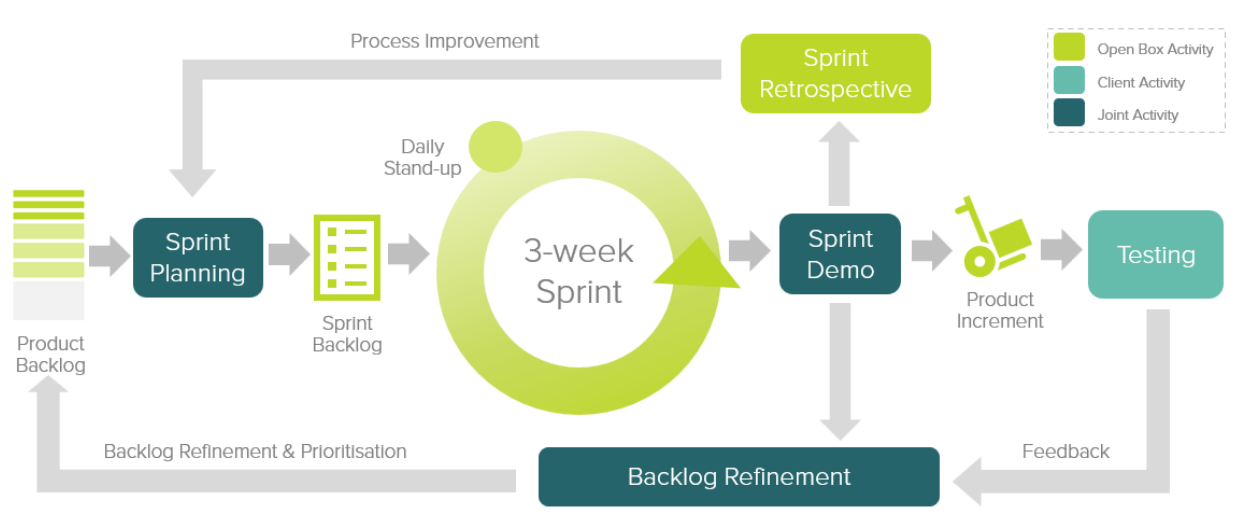 Process Improvement
Sprint
Retrospective
Open Box Activity
Client Activity
Joint Activity
Daily
Stand-up
Product
Backlog
Sprint
Planning
Sprint
Backlog
3-week
Sprint
Sprint
Demo
Product
Increment
Testing
Backlog Refinement & Prioritisation
Backlog Refinement
Feedback